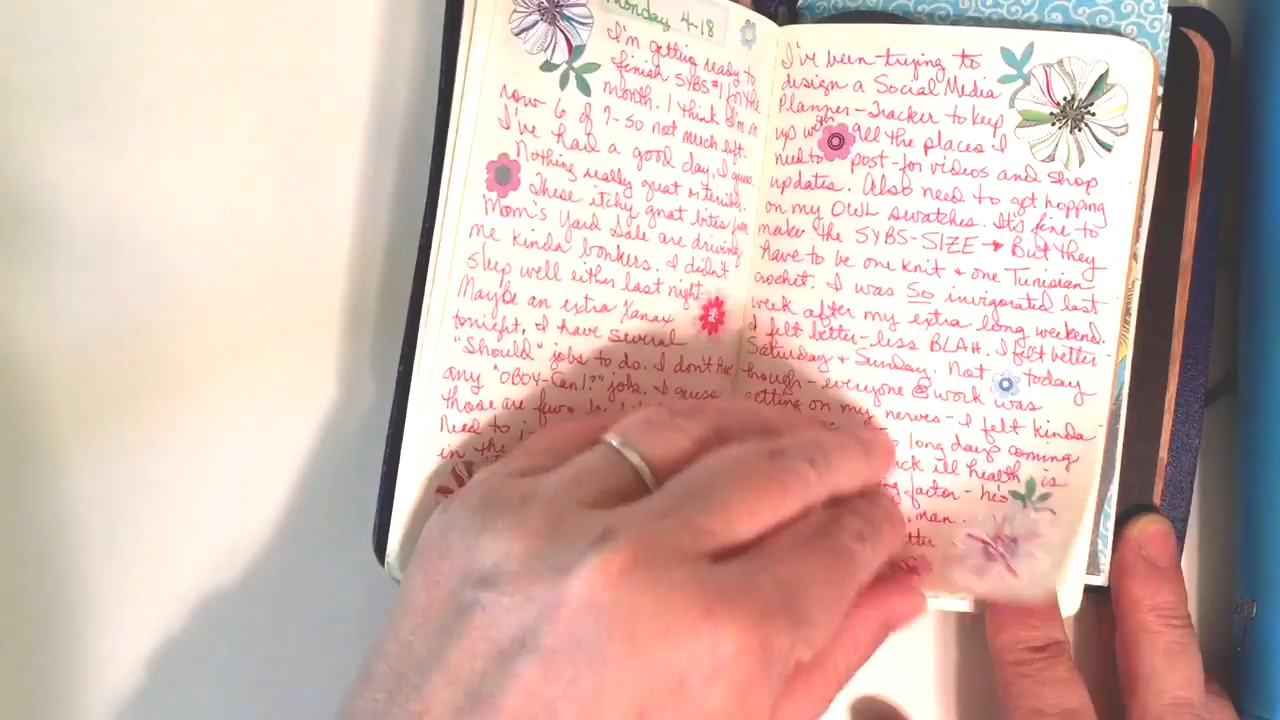 Monday 4-18
I'm getting ready to
finish SYBS#1 for the
month. I think I'm on
row 6 of 7-so not much left.
I've had a good day, I guess.
Nothing really great or terrible.
These itchy gnat bites from
Mom's Yard Sale are driving
me kinda bonkers. I didn't
sleep well either last night.
Maybe an extra Xanax
tonight. I have several
"Should" jobs to do. I don't have
any "OBOY-Can I?" jobs. I guess
those are few
Need to
in the
I've been trying to
design a Social Media
Planner-Tracker to keep
up with all the places I
need to post-for videos and shop
updates. Also need to get hopping
on my OWL swatches. It's fine to
make the SYBS-SIZE → But they
have to be one knit + one Tunisian
crochet. I was So invigorated last
week after my extra long weekend.
I felt better-less BLAH. I felt better-
Saturday + Sunday. Not today
though-everyone @ work was
getting on my nerves-I felt kinda
long days coming
ill health is
factor-he's
, man.